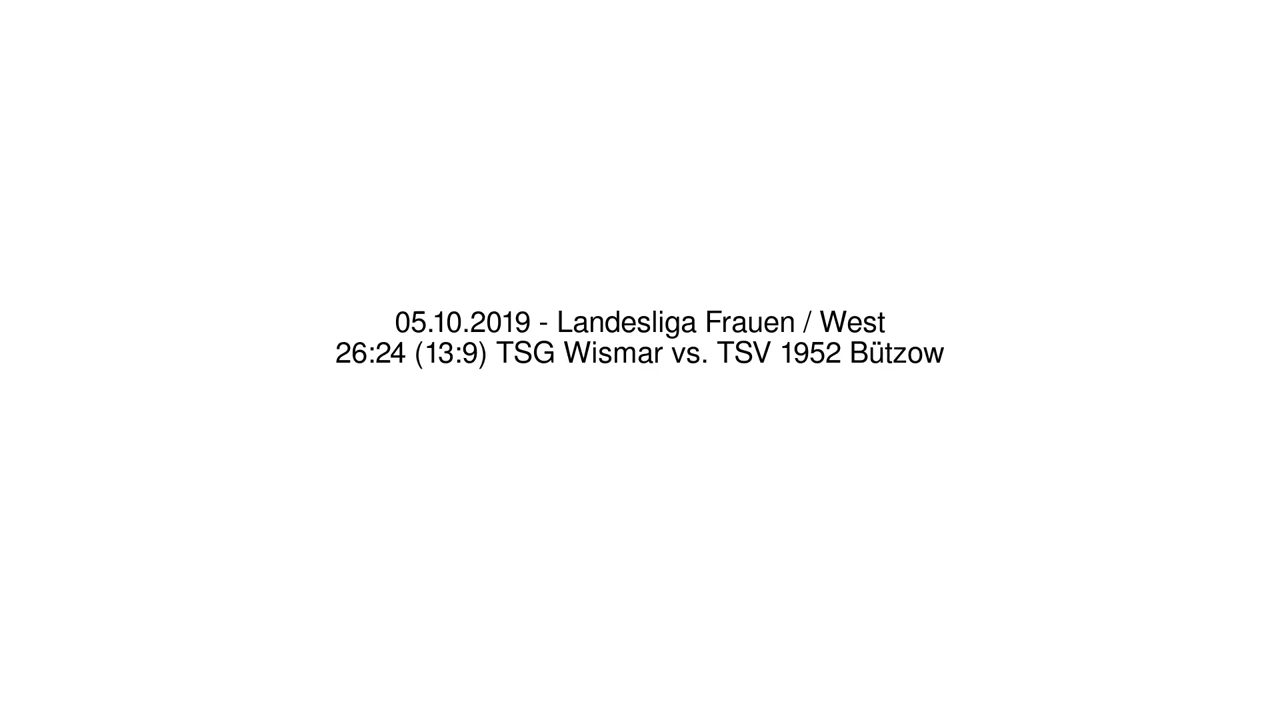 05.10.2019 - Landesliga Frauen / West
26:24 (13:9) TSG Wismar vs. TSV 1952 Bützow